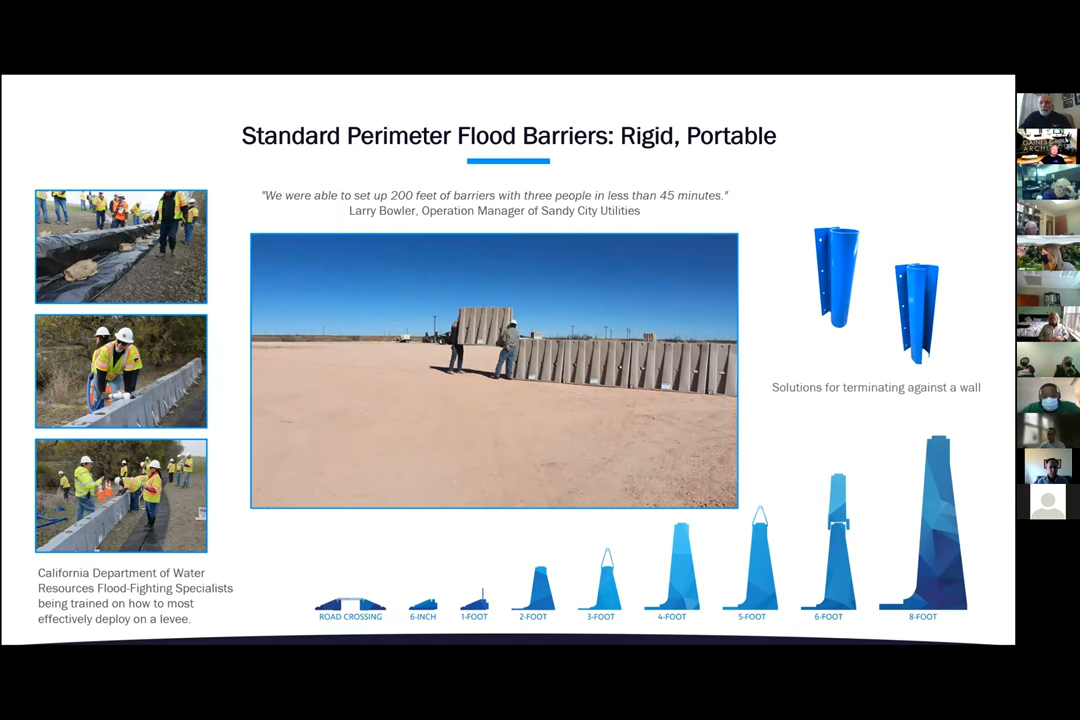 Standard Perimeter Flood Barriers: Rigid, Portable
"We were able to set up 200 feet of barriers with three people in less than 45 minutes."
Larry Bowler, Operation Manager of Sandy City Utilities
Solutions for terminating against a wall
California Department of Water
Resources Flood-Fighting Specialists
being trained on how to most
effectively deploy on a levee.
ROAD CROSSING
6-INCH
1-FOOT
2-FOOT
3-FOOT
4-FOOT
5-FOOT
6-FOOT
8-FOOT